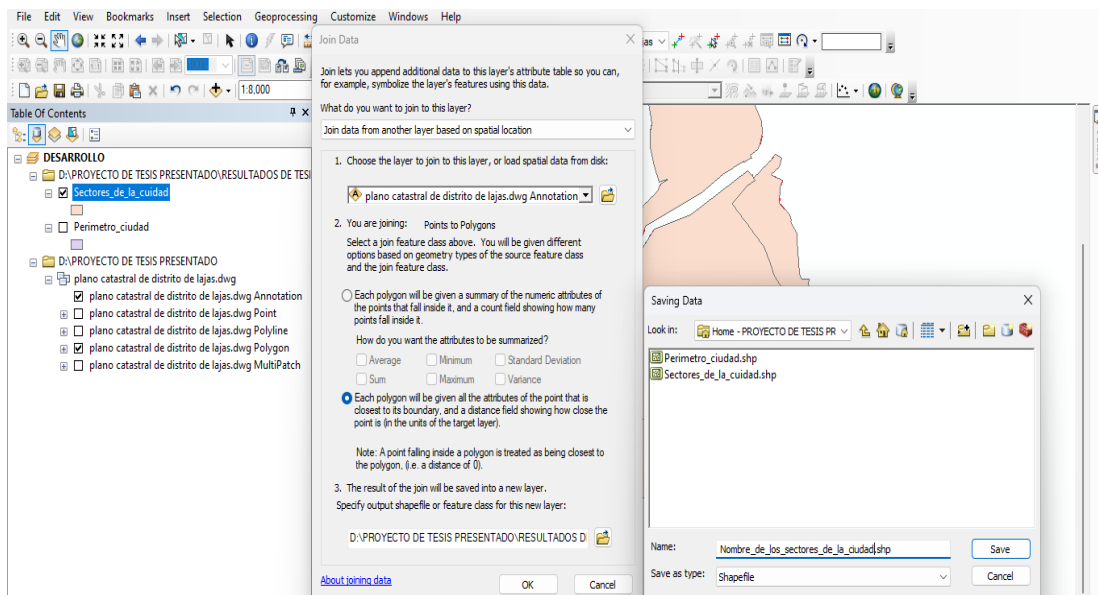 File Edit View Bookmarks Insert Selection Geoprocessing Customize Windows Help
1:8,000
Table Of Contents
DESARROLLO
D:\PROYECTO DE TESIS PRESENTADO\RESULTADOS DE TESI
Sectores_de_la_cuidad
Perimetro_ciudad
D:\PROYECTO DE TESIS PRESENTADO
plano catastral de distrito de lajas.dwg
plano catastral de distrito de lajas.dwg Annotation
plano catastral de distrito de lajas.dwg Point
plano catastral de distrito de lajas.dwg Polyline
plano catastral de distrito de lajas.dwg Polygon
plano catastral de distrito de lajas.dwg MultiPatch
Join Data
Join lets you append additional data to this layer's attribute table so you can,
for example, symbolize the layer's features using this data.
What do you want to join to this layer?
Join data from another layer based on spatial location
1. Choose the layer to join to this layer, or load spatial data from disk:
plano catastral de distrito de lajas.dwg Annotation
2. You are joining: Points to Polygons
Select a join feature class above. You will be given different
options based on geometry types of the source feature class
and the join feature class.
Each polygon will be given a summary of the numeric attributes of
the points that fall inside it, and a count field showing how many
points fall inside it.
How do you want the attributes to be summarized?
Average Minimum Standard Deviation
Sum Maximum Variance
Each polygon will be given all the attributes of the point that is
closest to its boundary, and a distance field showing how close the
point is (in the units of the target layer).
Note: A point falling inside a polygon is treated as being closest to
the polygon, (i.e. a distance of 0).
3. The result of the join will be saved into a new layer.
Specify output shapefile or feature class for this new layer:
D:\PROYECTO DE TESIS PRESENTADO\RESULTADOS D
About joining data
OK Cancel
as
Saving Data
Look in: Home - PROYECTO DE TESIS PR
Perimetro_ciudad.shp
Sectores_de_la_cuidad.shp
Name: Nombre_de_los_sectores_de_la_ciudad.shp Save
Save as type: Shapefile Cancel